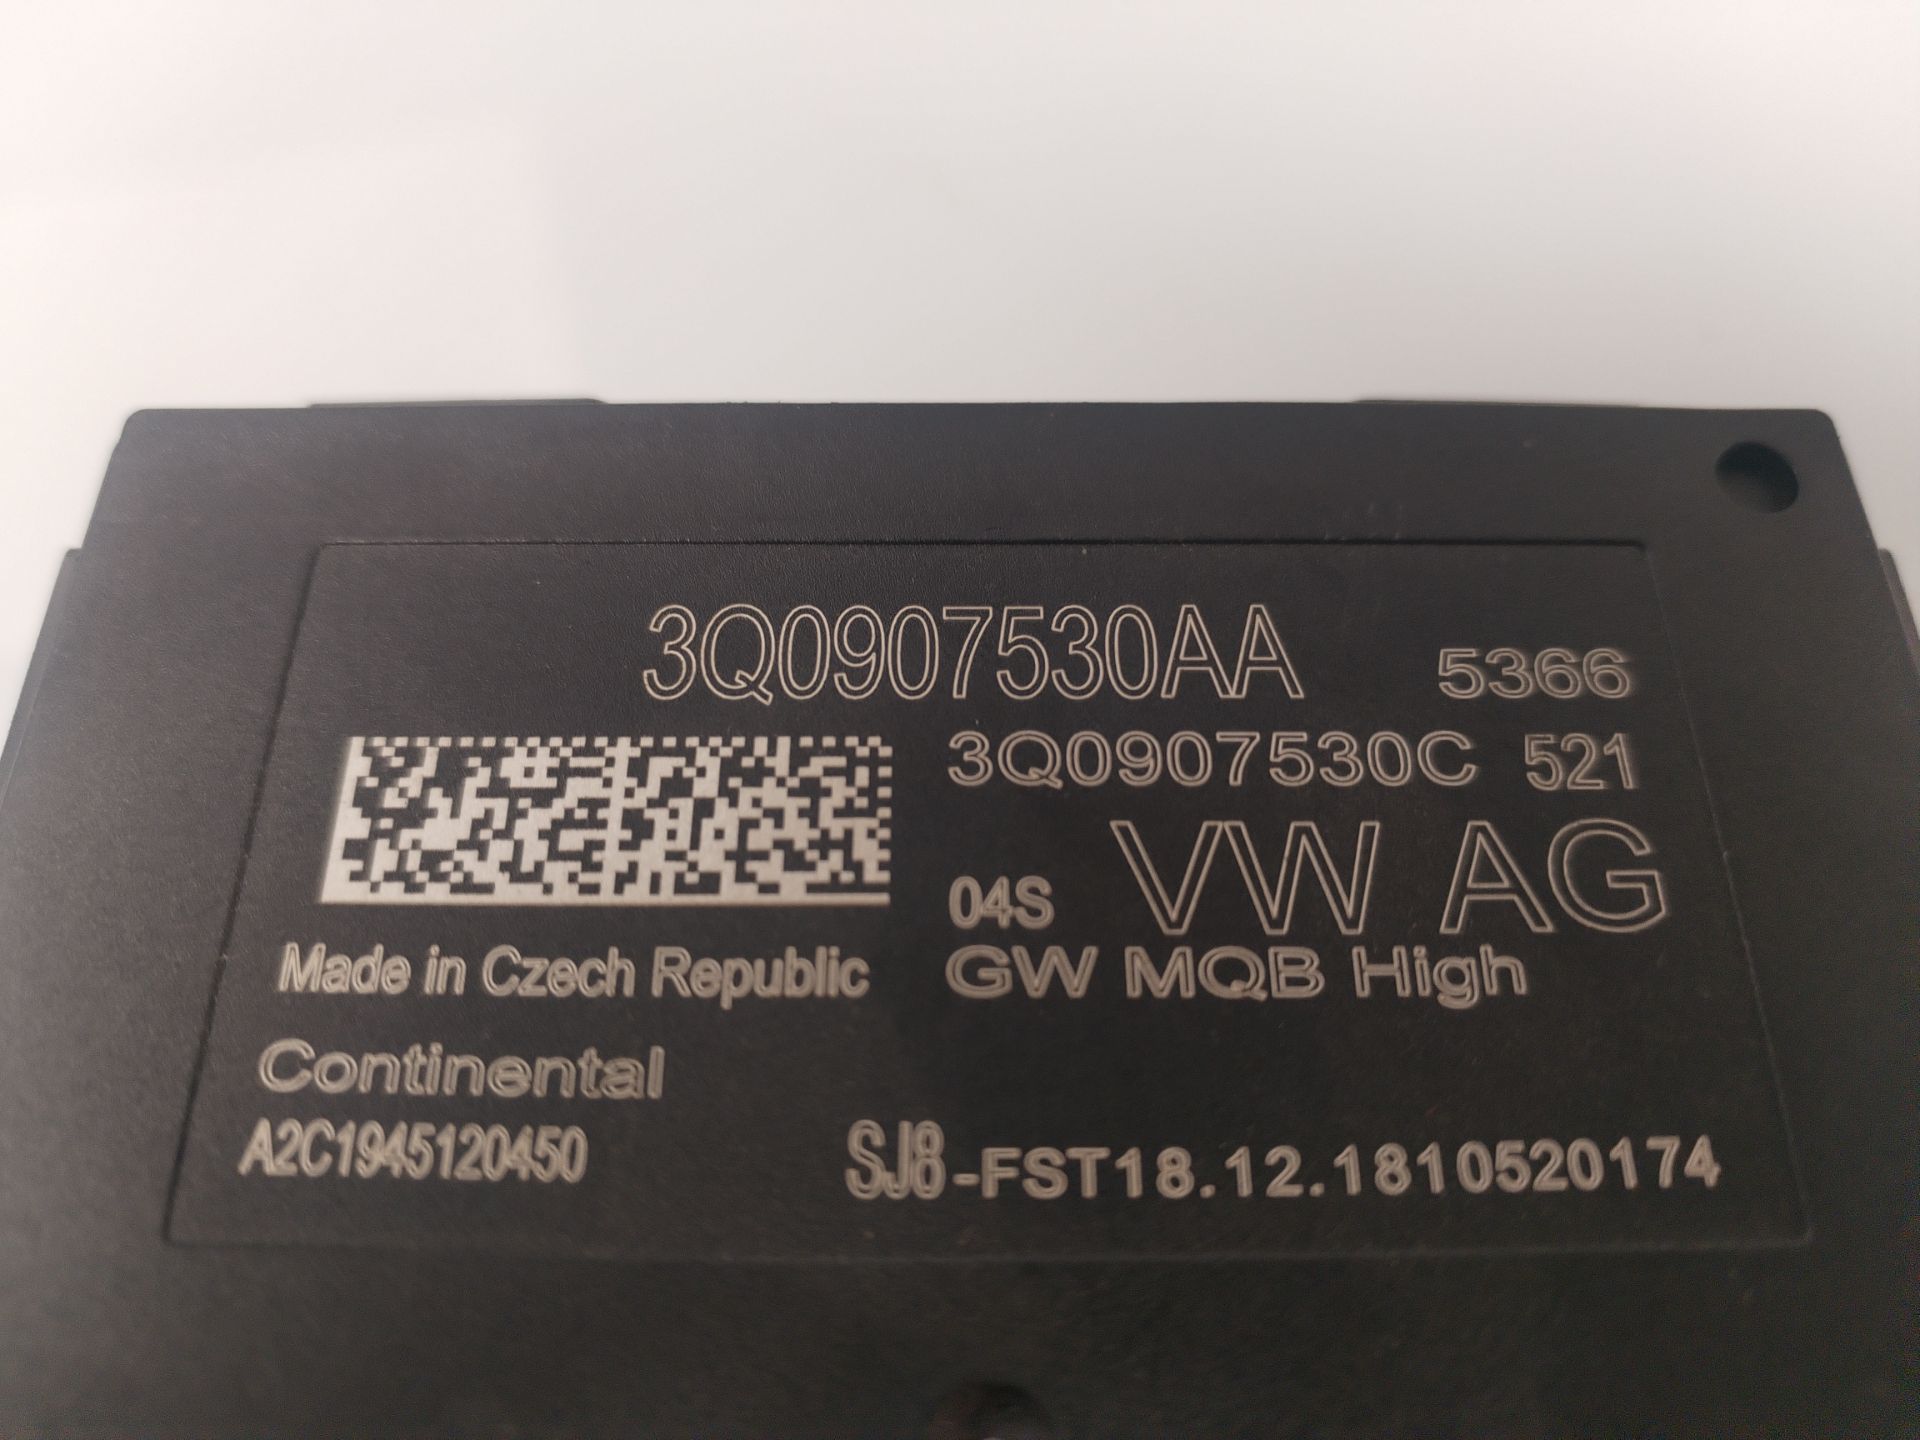 3Q0907530AA 5366
3Q0907530C 521
04S VW AG
Made in Czech Republic
GW MQB High
Continental
A2C1945120450
SJ8-FST18.12.1810520174